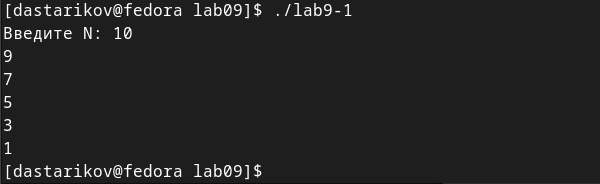 [dastarikov@fedora lab09]$ ./lab9-1
Введите N: 10
9
7
5
3
1
[dastarikov@fedora lab09]$